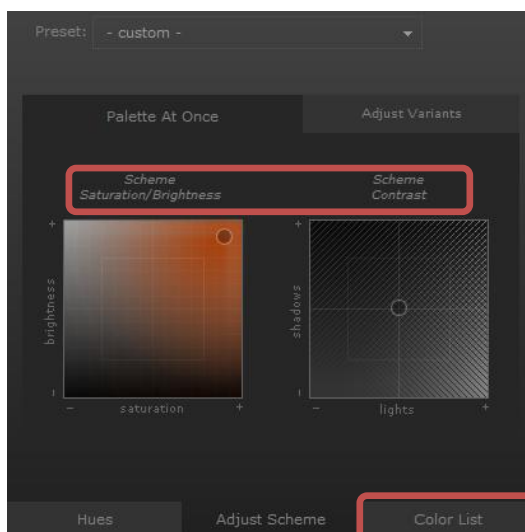 Preset: - custom -
Palette At Once Adjust Variants
Scheme Saturation/Brightness
Scheme Contrast
+
brightness
-
- saturation +
+
shadows
-
- lights +
Hues Adjust Scheme Color List